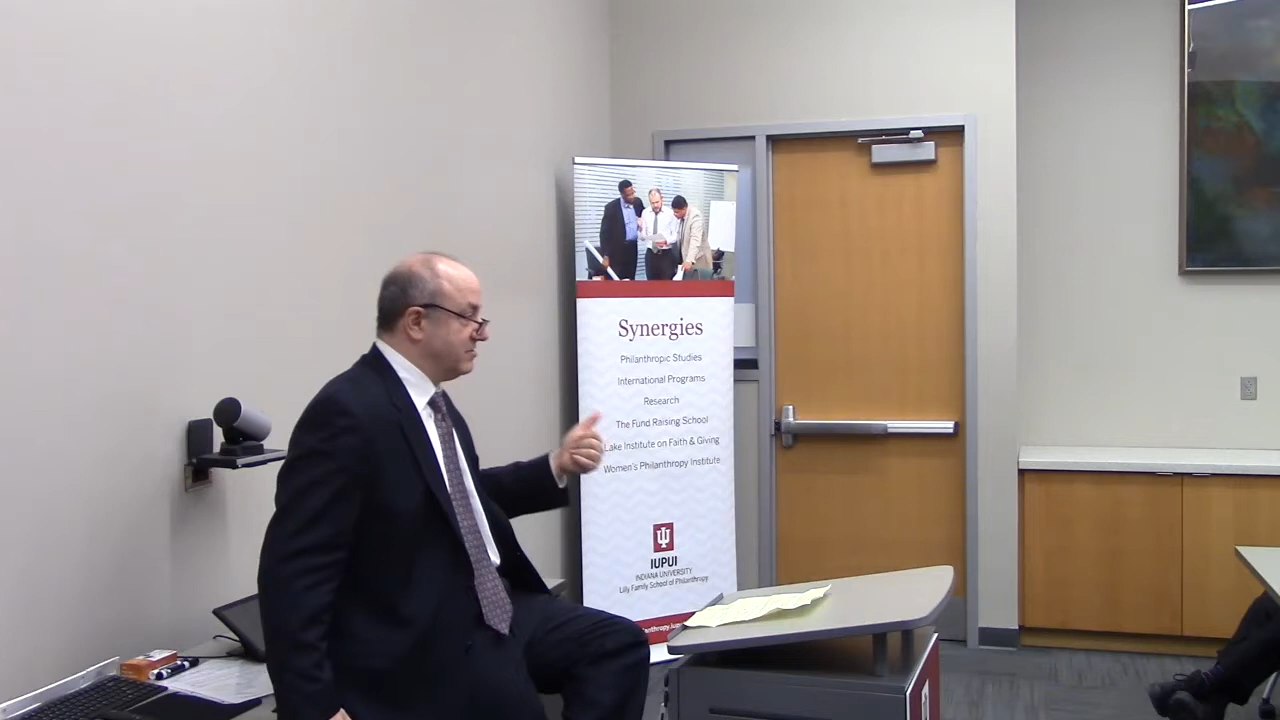 Synergies
Philanthropic Studies
International Programs
Research
The Fund Raising School
Lake Institute on Faith & Giving
Women's Philanthropy Institute
IUPUI
INDIANA UNIVERSITY
Lilly Family School of Philanthropy